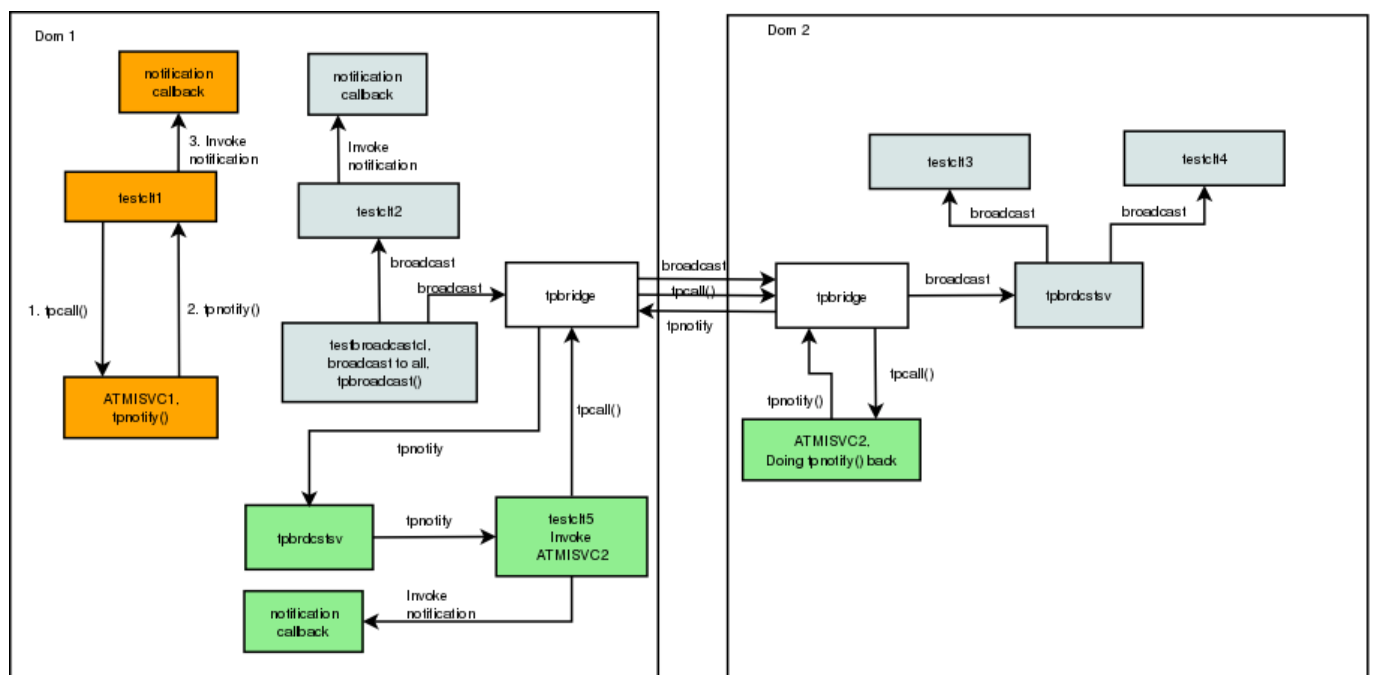 Dom 1
notification
callback
3. Invoke
notification
testclt1
1. tpcall()
2. tpnotify()
ATMISVC1,
tpnotify()
notification
callback
Invoke
notification
testclt2
broadcast
broadcast
testbroadcastcl,
broadcast to all,
tpbroadcast()
tpbridge
tpcall()
tpnotify
tpbrdcstsv
tpnotify
testclt5
Invoke
ATMISVC2
Invoke
notification
notification
callback
broadcast
tpcall()
tpnotify
Dom 2
testclt3
testclt4
broadcast
broadcast
tpbridge
broadcast
tpbrdcstsv
tpcall()
tpnotify()
ATMISVC2,
Doing tpnotify() back